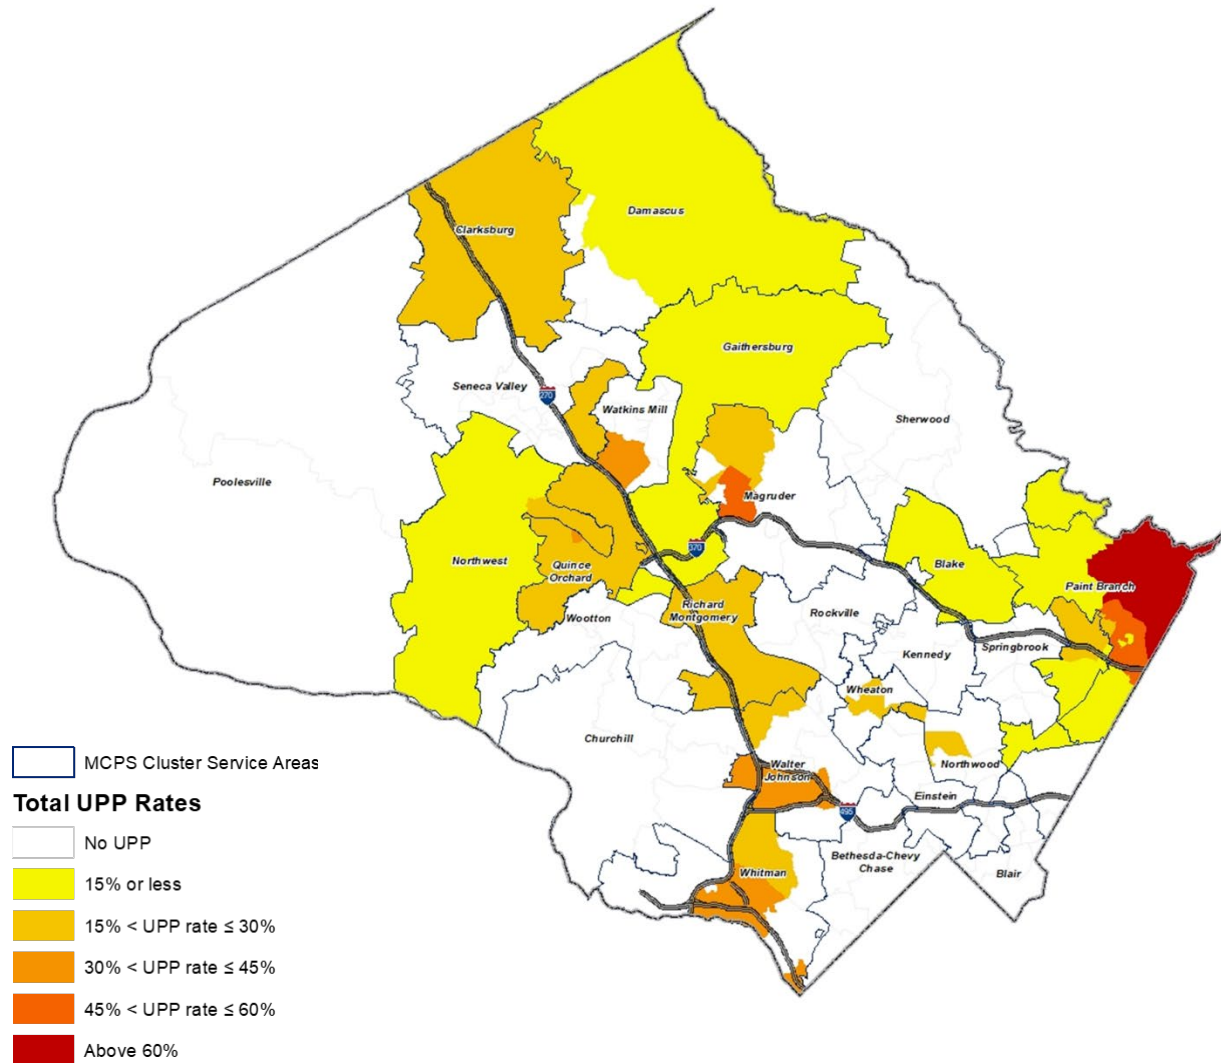 Damascus
Clarksburg
Gaithersburg
Seneca Valley
270
Watkins Mill
Sherwood
Poolesville
Magruder
370
Northwest
Quince
Orchard
Blake
Paint Branch
Richard
Montgomery
Wootton
Rockville
Kennedy
Springbrook
Wheaton
Churchill
Walter
Johnson
Northwood
Einstein
495
Bethesda-Chevy
Chase
Whitman
Blair
MCPS Cluster Service Areas
Total UPP Rates
No UPP
15% or less
15% < UPP rate ≤ 30%
30% < UPP rate ≤ 45%
45% < UPP rate ≤ 60%
Above 60%